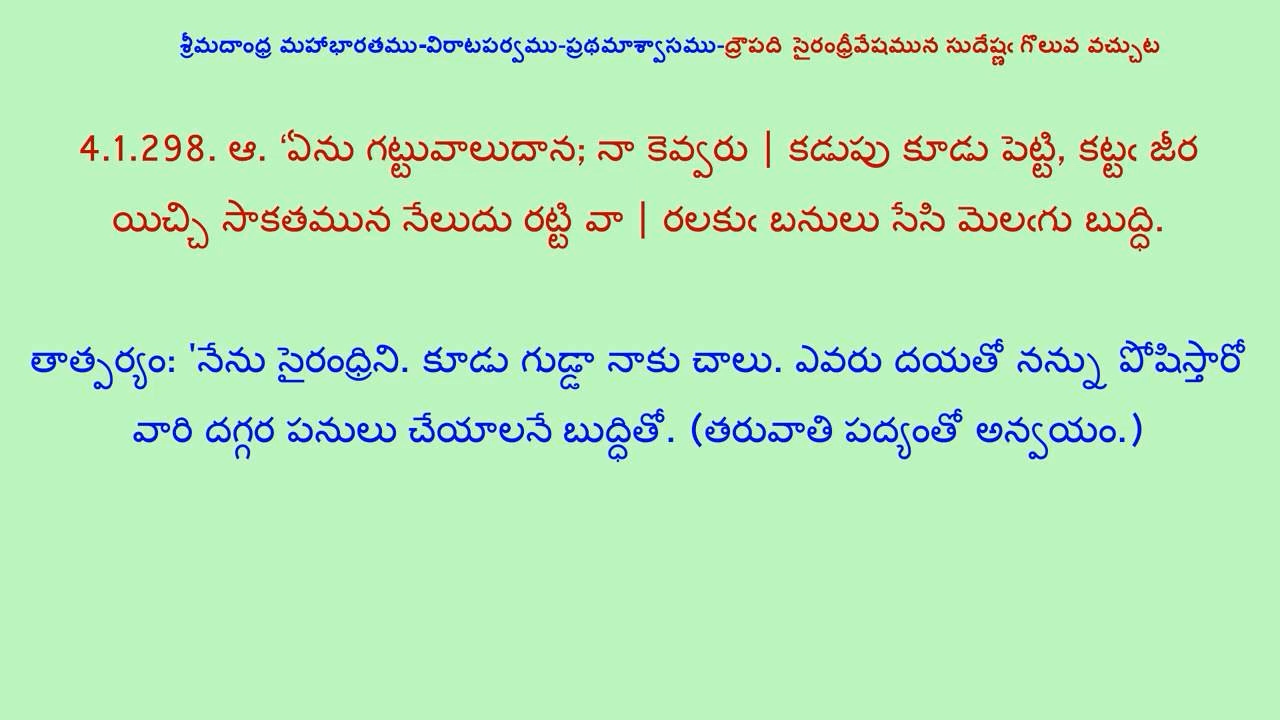 శ్రీమదాంధ్ర మహాభారతము-విరాటపర్వము-ప్రథమాశ్వాసము-ద్రౌపది సైరంధ్రీవేషమున సుదేష్ణఁ గొలువ వచ్చుట
4.1.298. ఆ. ‘ఏను గట్టువాలుదాన; నా కెవ్వరు | కడుపు కూడు పెట్టి, కట్టఁ జీర
యిచ్చి సాకతమున నేలుదు రట్టి వా | రలకుఁ బనులు సేసి మెలఁగు బుద్ధి.
తాత్పర్యం: 'నేను సైరంధ్రిని. కూడు గుడ్డా నాకు చాలు. ఎవరు దయతో నన్ను పోషిస్తారో
వారి దగ్గర పనులు చేయాలనే బుద్ధితో. (తరువాతి పద్యంతో అన్వయం.)